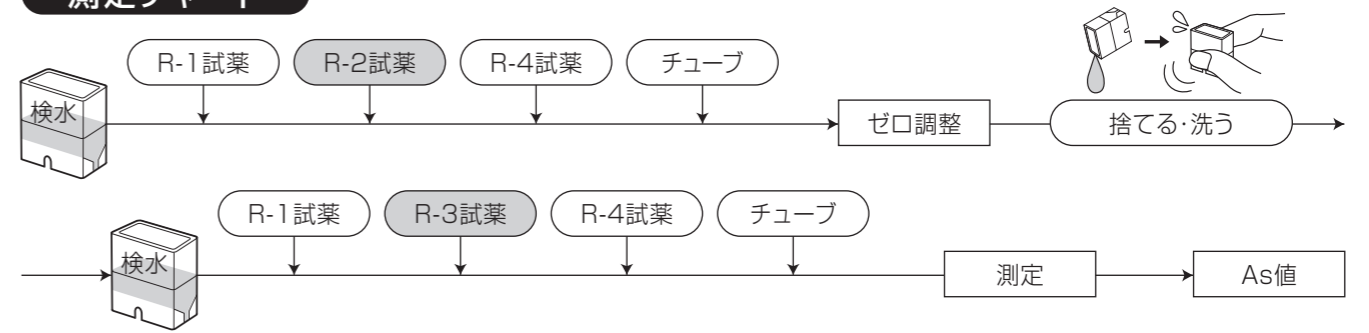 測定チャート
R-1試薬
R-2試薬
R-4試薬
チューブ
検水
ゼロ調整
捨てる・洗う
R-1試薬
R-3試薬
R-4試薬
チューブ
検水
測定
As値